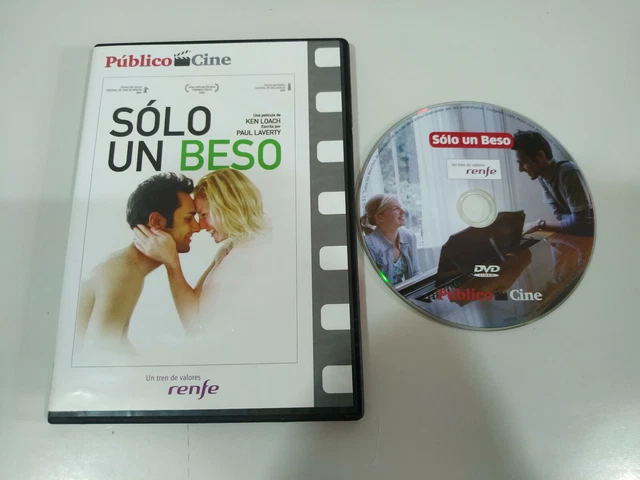 Público Cine
SÓLO
UN BESO
Una película de
KEN LOACH
Escrita por
PAUL LAVERTY
Un tren de valores
renfe
Sólo un Beso
Un tren de valores
renfe
DVD
Público Cine